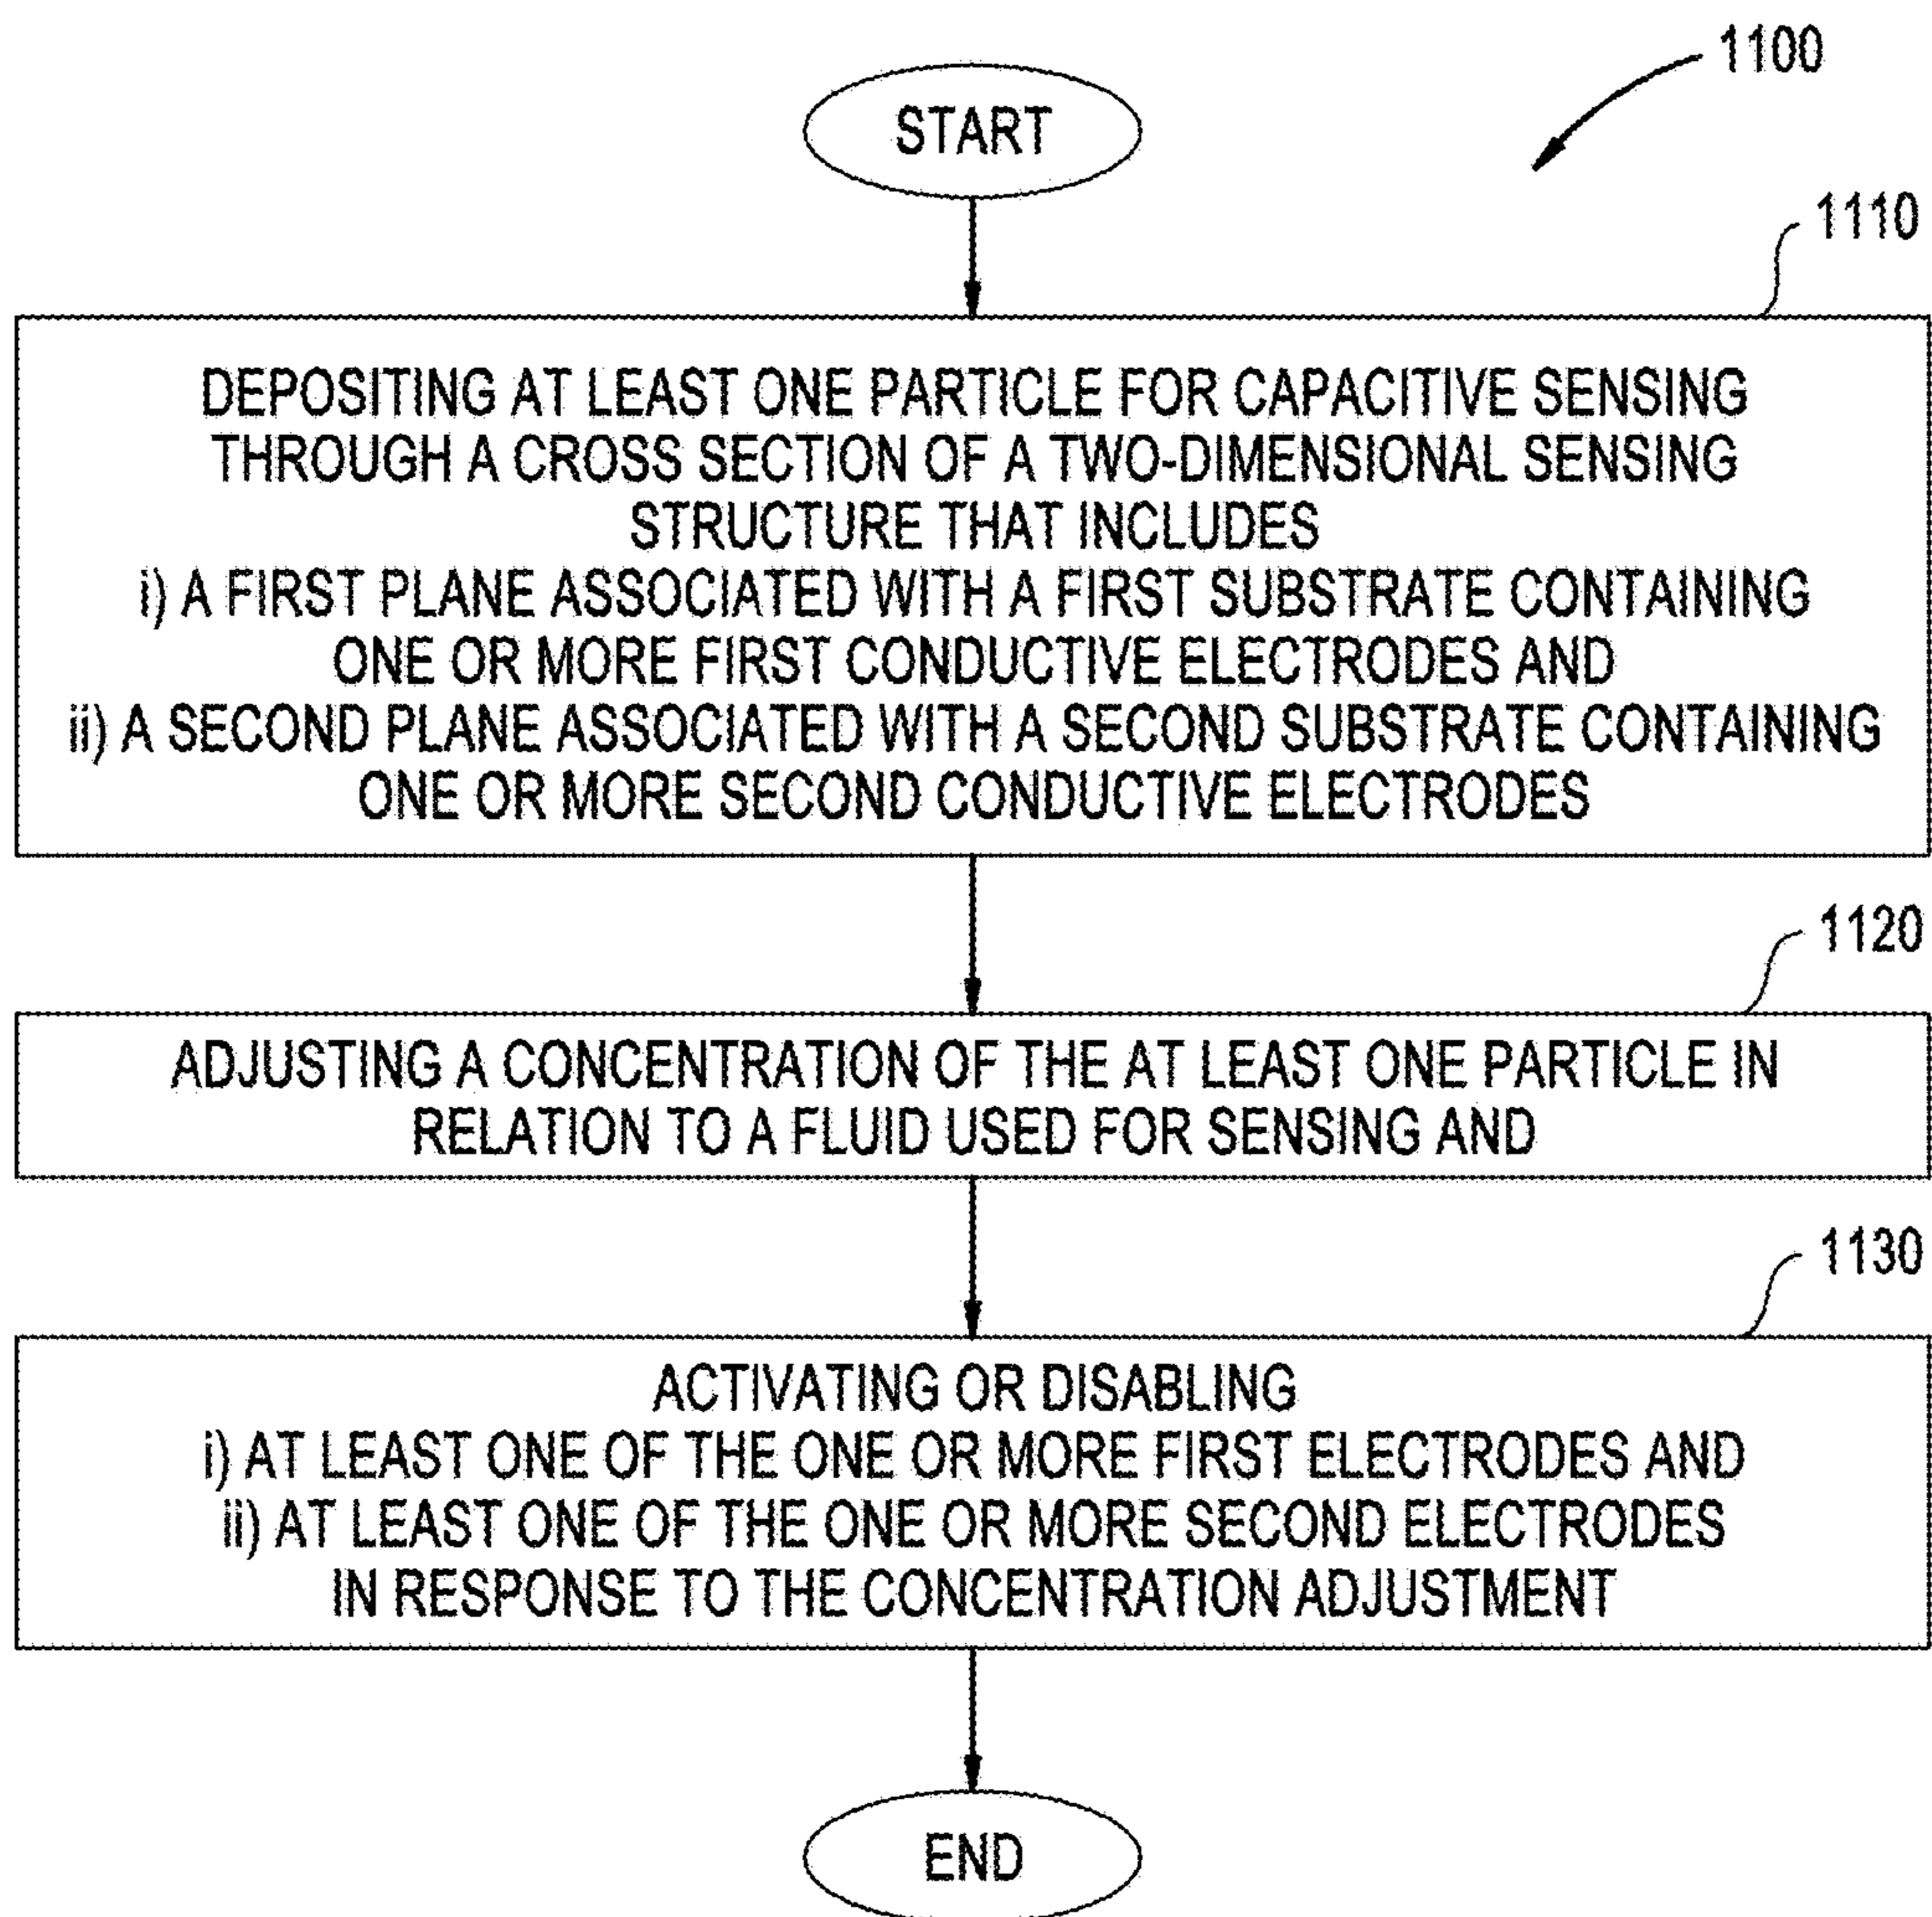 1100
START
1110
DEPOSITING AT LEAST ONE PARTICLE FOR CAPACITIVE SENSING
THROUGH A CROSS SECTION OF A TWO-DIMENSIONAL SENSING
STRUCTURE THAT INCLUDES
i) A FIRST PLANE ASSOCIATED WITH A FIRST SUBSTRATE CONTAINING
ONE OR MORE FIRST CONDUCTIVE ELECTRODES AND
ii) A SECOND PLANE ASSOCIATED WITH A SECOND SUBSTRATE CONTAINING
ONE OR MORE SECOND CONDUCTIVE ELECTRODES
1120
ADJUSTING A CONCENTRATION OF THE AT LEAST ONE PARTICLE IN
RELATION TO A FLUID USED FOR SENSING AND
1130
ACTIVATING OR DISABLING
i) AT LEAST ONE OF THE ONE OR MORE FIRST ELECTRODES AND
ii) AT LEAST ONE OF THE ONE OR MORE SECOND ELECTRODES
IN RESPONSE TO THE CONCENTRATION ADJUSTMENT
END